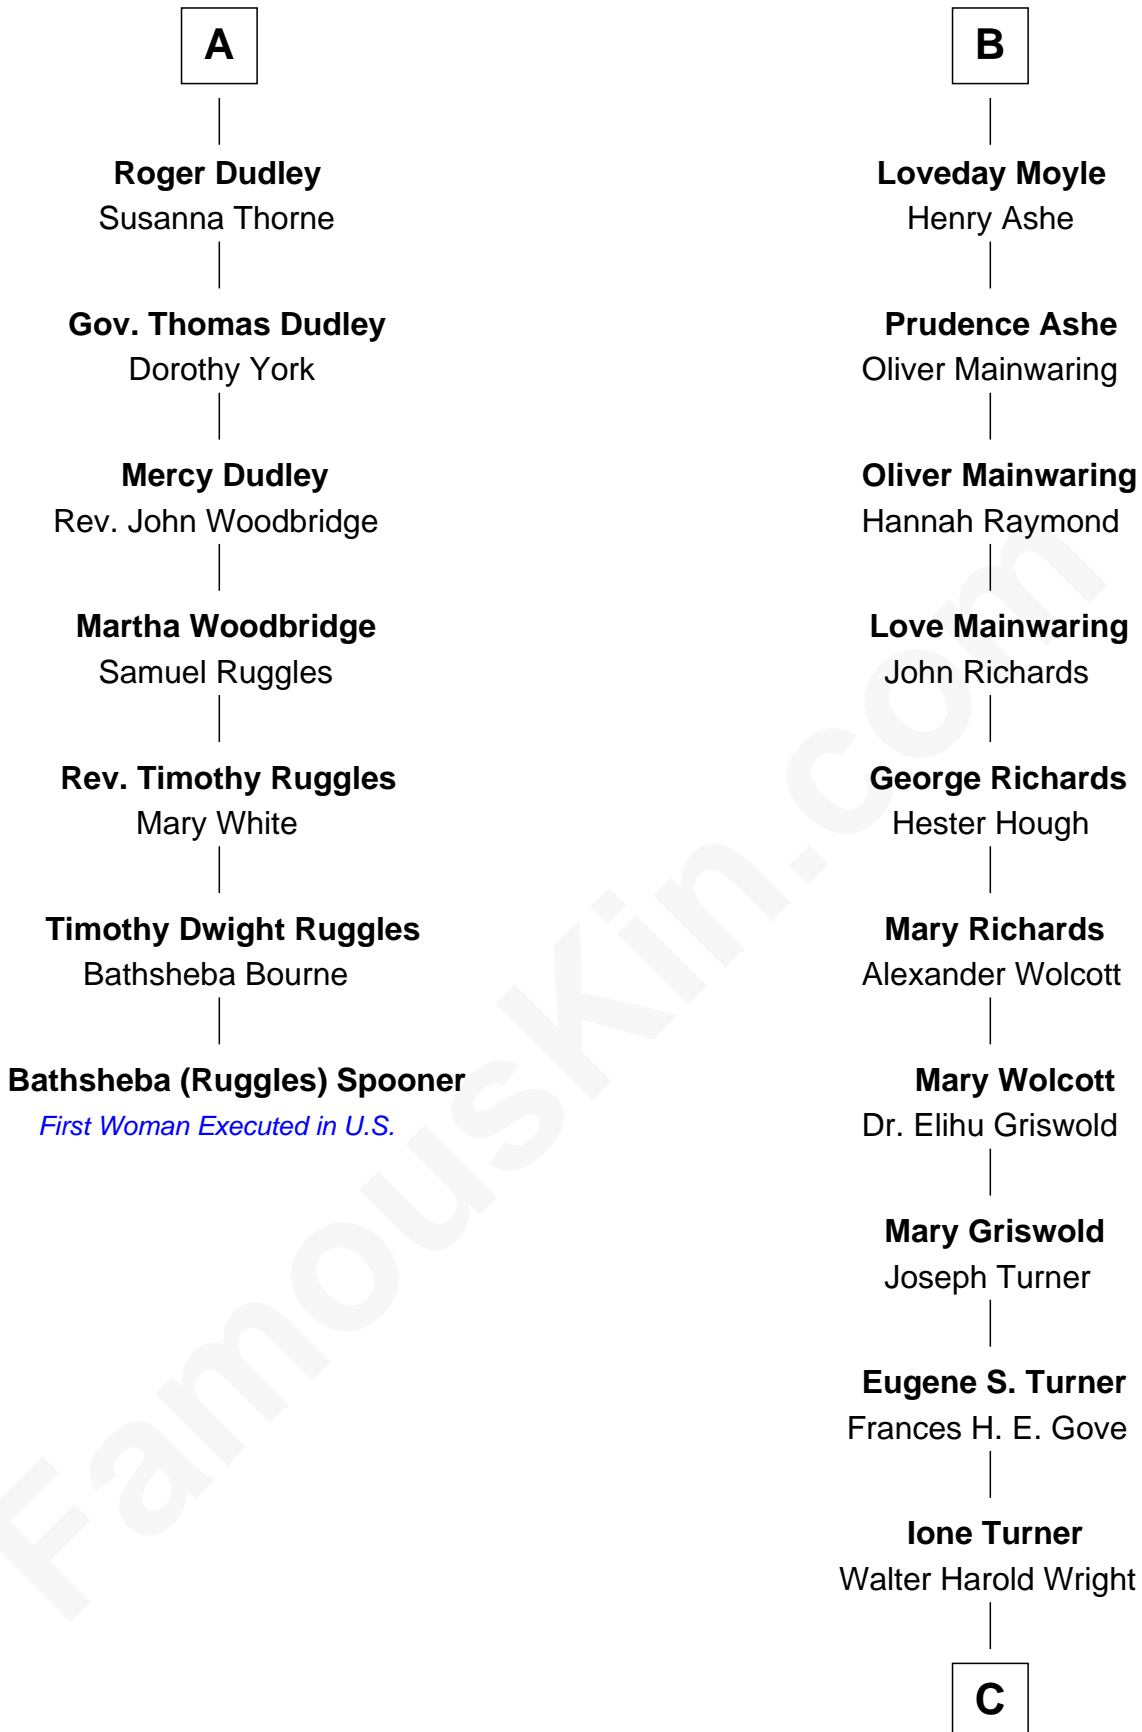 A
Roger Dudley
Susanna Thorne
Gov. Thomas Dudley
Dorothy York
Mercy Dudley
Rev. John Woodbridge
Martha Woodbridge
Samuel Ruggles
Rev. Timothy Ruggles
Mary White
Timothy Dwight Ruggles
Bathsheba Bourne
Bathsheba (Ruggles) Spooner
First Woman Executed in U.S.
B
Loveday Moyle
Henry Ashe
Prudence Ashe
Oliver Mainwaring
Oliver Mainwaring
Hannah Raymond
Love Mainwaring
John Richards
George Richards
Hester Hough
Mary Richards
Alexander Wolcott
Mary Wolcott
Dr. Elihu Griswold
Mary Griswold
Joseph Turner
Eugene S. Turner
Frances H. E. Gove
Ione Turner
Walter Harold Wright
C
FamousKin.com